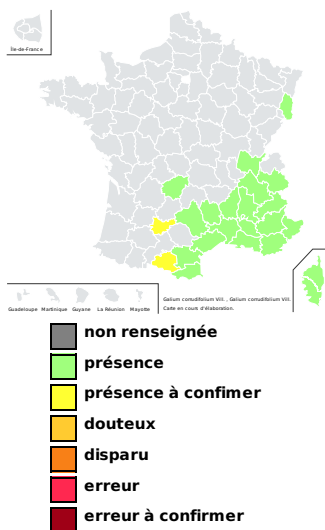 Île-de-France
Guadeloupe Martinique Guyane La Réunion Mayotte
Galium corrudifolium Vill. , Galium corrudifolium Vill.
Carte en cours d'élaboration.
non renseignée
présence
présence à confimer
douteux
disparu
erreur
erreur à confirmer